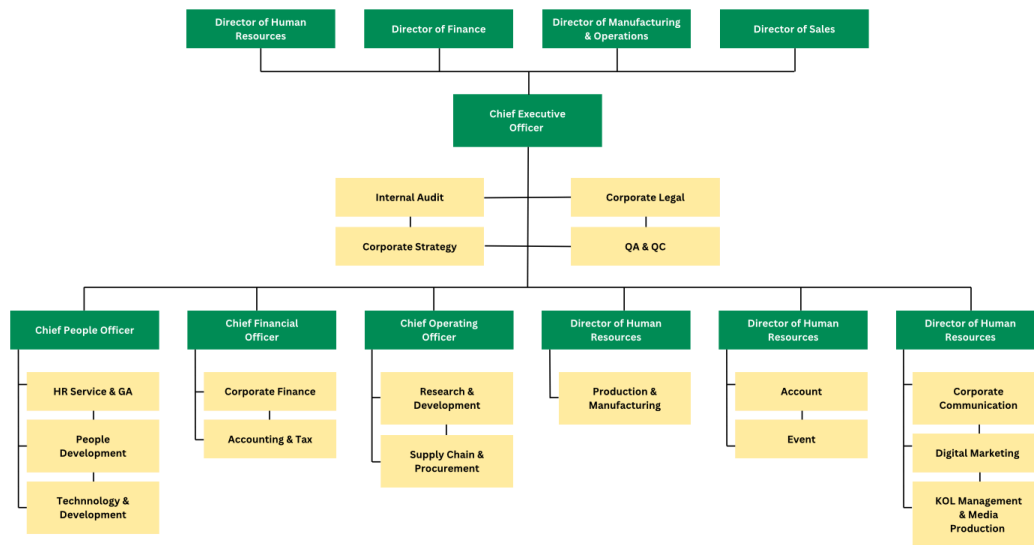 Director of Human
Resources
Director of Finance
Director of Manufacturing
& Operations
Director of Sales
Chief Executive
Officer
Internal Audit
Corporate Legal
Corporate Strategy
QA & QC
Chief People Officer
Chief Financial
Officer
Chief Operating
Officer
Director of Human
Resources
Director of Human
Resources
Director of Human
Resources
HR Service & GA
People
Development
Techhnology &
Development
Corporate Finance
Accounting & Tax
Research &
Development
Supply Chain &
Procurement
Production &
Manufacturing
Account
Event
Corporate
Communication
Digital Marketing
KOL Management
& Media
Production